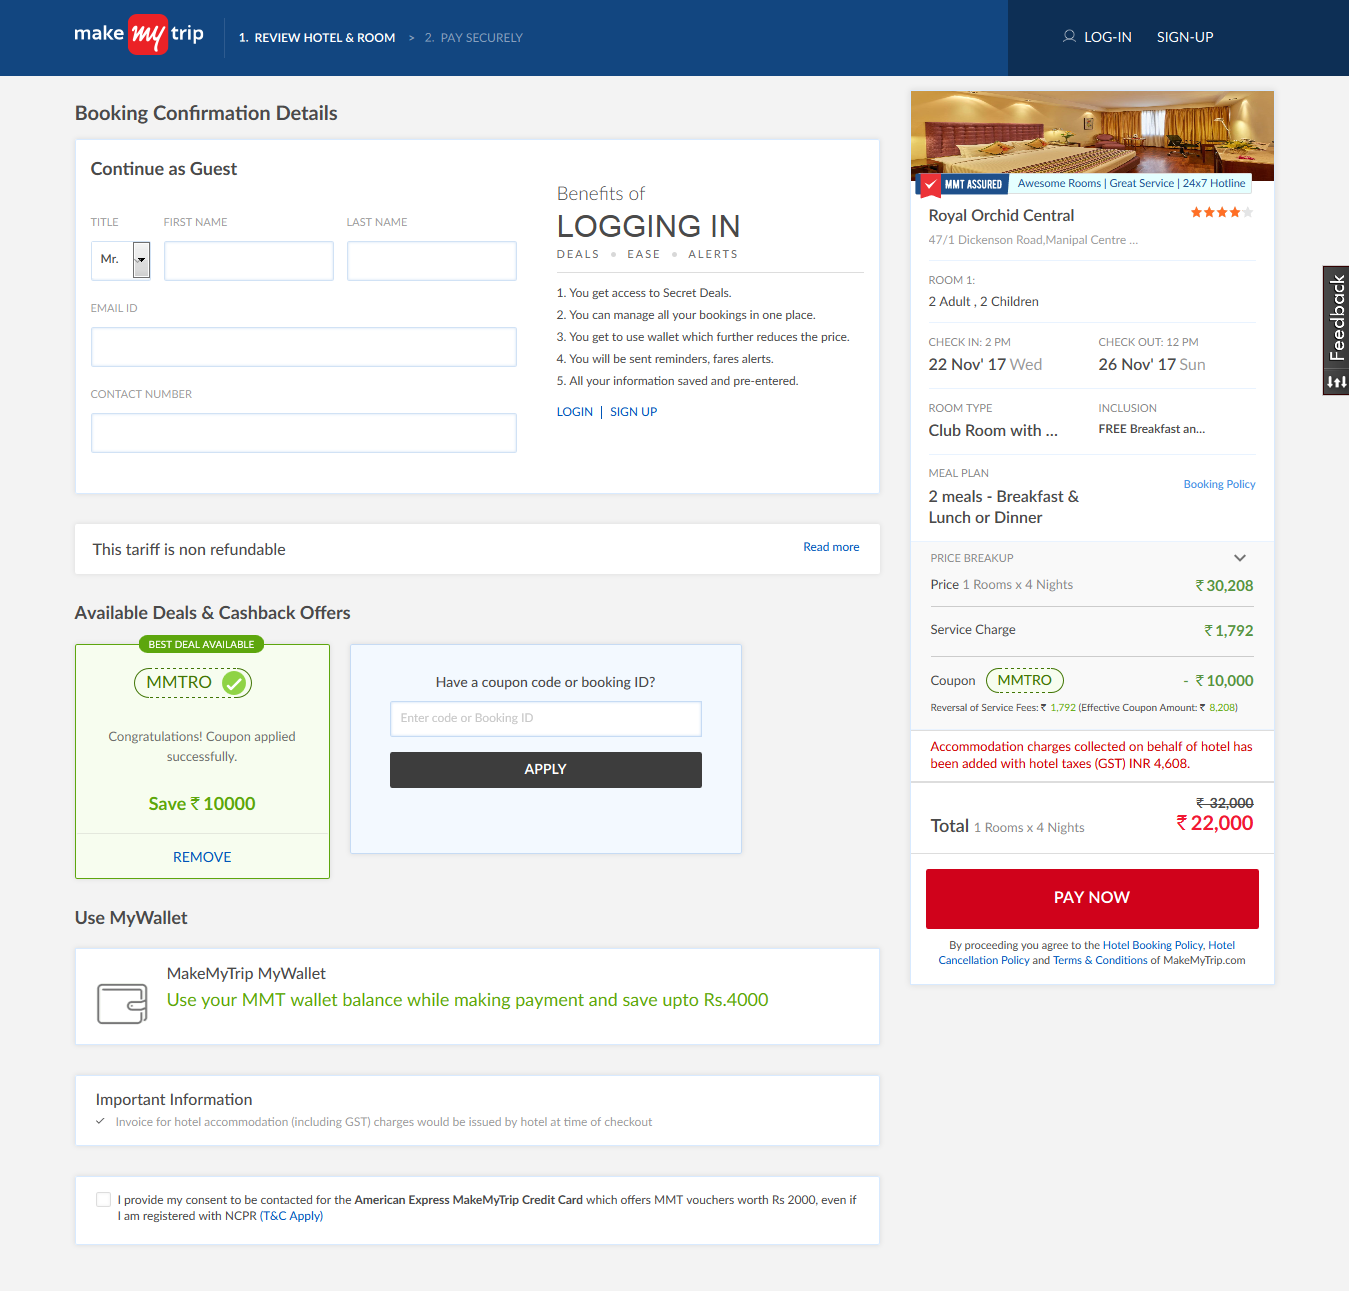 make my trip
1. REVIEW HOTEL & ROOM > 2. PAY SECURELY
LOG-IN SIGN-UP
Booking Confirmation Details
Continue as Guest
TITLE FIRST NAME LAST NAME
Mr.
EMAIL ID
CONTACT NUMBER
Benefits of
LOGGING IN
DEALS EASE ALERTS
1. You get access to Secret Deals.
2. You can manage all your bookings in one place.
3. You get to use wallet which further reduces the price.
4. You will be sent reminders, fares alerts.
5. All your information saved and pre-entered.
LOGIN | SIGN UP
This tariff is non refundable
Read more
Available Deals & Cashback Offers
BEST DEAL AVAILABLE
MMTRO
Congratulations! Coupon applied
successfully.
Save ₹ 10000
REMOVE
Have a coupon code or booking ID?
Enter code or Booking ID
APPLY
Use MyWallet
MakeMyTrip MyWallet
Use your MMT wallet balance while making payment and save upto Rs.4000
Important Information
Invoice for hotel accommodation (including GST) charges would be issued by hotel at time of checkout
I provide my consent to be contacted for the American Express MakeMyTrip Credit Card which offers MMT vouchers worth Rs 2000, even if
I am registered with NCPR (T&C Apply)
MMT ASSURED Awesome Rooms | Great Service | 24x7 Hotline
Royal Orchid Central
47/1 Dickenson Road,Manipal Centre ...
ROOM 1:
2 Adult , 2 Children
CHECK IN: 2 PM CHECK OUT: 12 PM
22 Nov' 17 Wed 26 Nov' 17 Sun
ROOM TYPE INCLUSION
Club Room with ... FREE Breakfast an...
MEAL PLAN
2 meals - Breakfast &
Lunch or Dinner
Booking Policy
PRICE BREAKUP
Price 1 Rooms x 4 Nights ₹ 30,208
Service Charge ₹ 1,792
Coupon MMTRO - ₹ 10,000
Reversal of Service Fees: ₹ 1,792 (Effective Coupon Amount: ₹ 8,208)
Accommodation charges collected on behalf of hotel has
been added with hotel taxes (GST) INR 4,608.
₹ 32,000
Total 1 Rooms x 4 Nights ₹ 22,000
PAY NOW
By proceeding you agree to the Hotel Booking Policy, Hotel
Cancellation Policy and Terms & Conditions of MakeMyTrip.com
Feedback